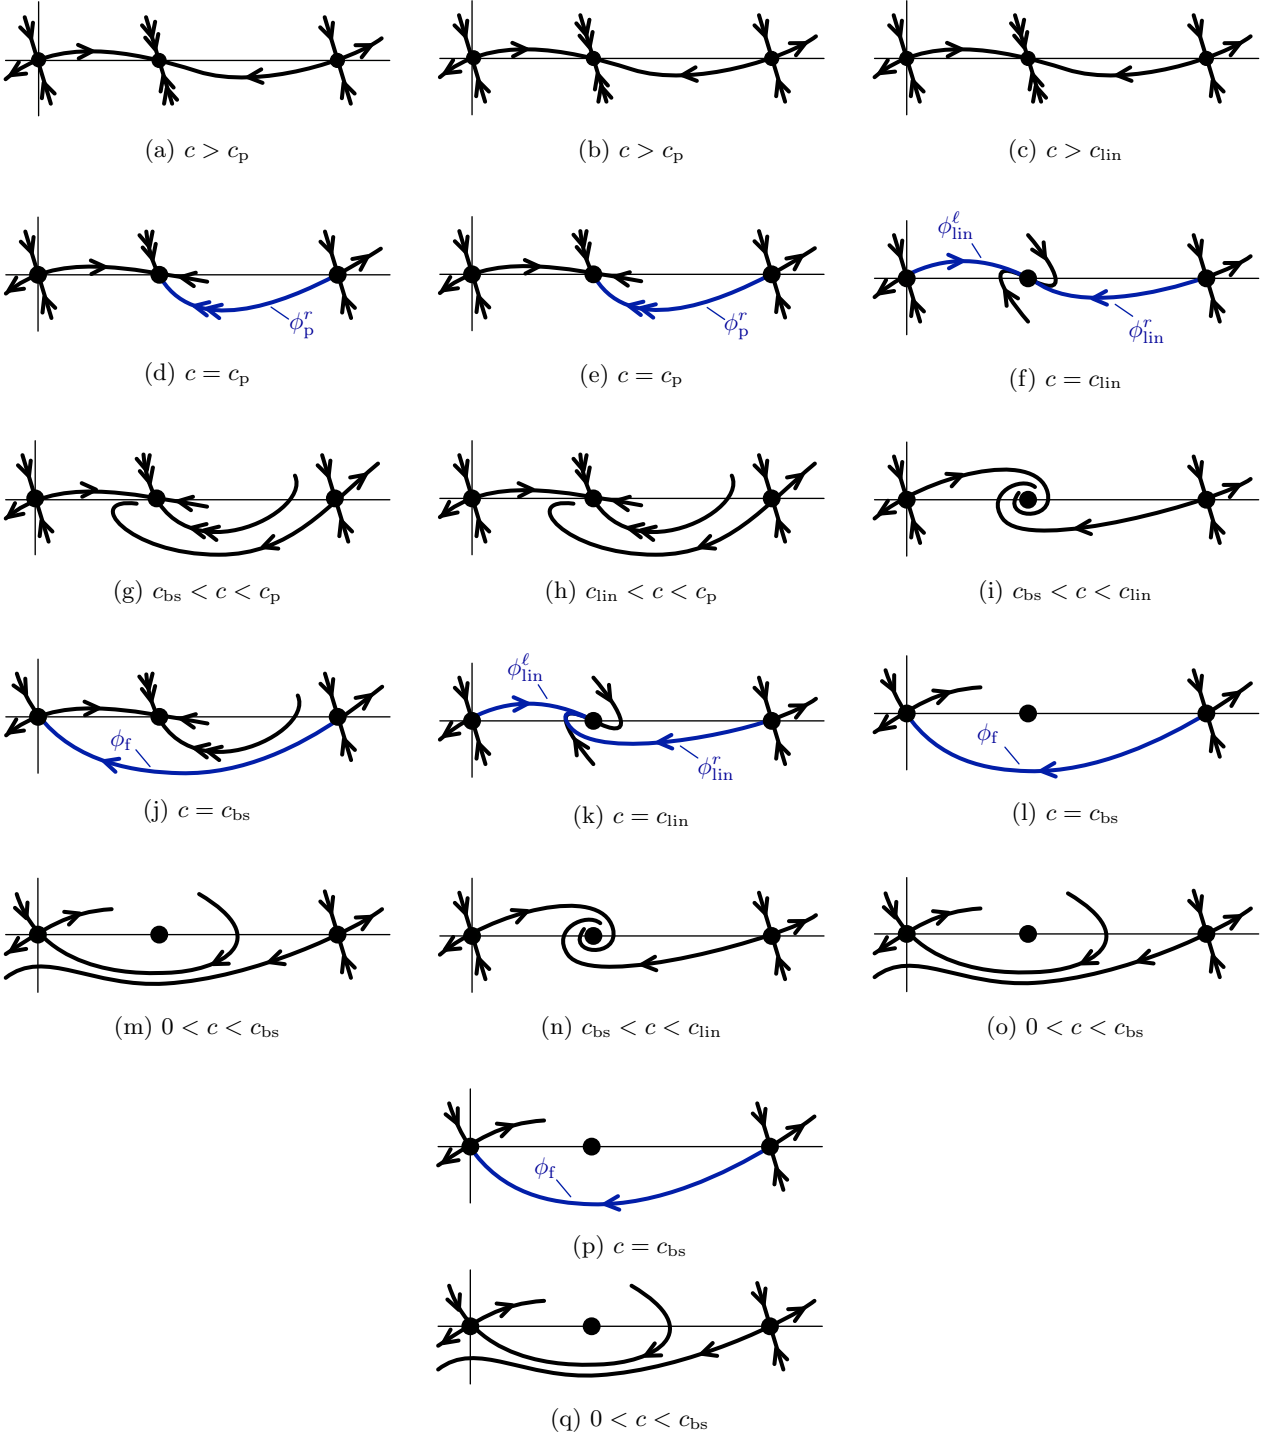 (a) c > c_p
(b) c > c_p
(c) c > c_lin
ϕ^r_p
(d) c = c_p
ϕ^r_p
(e) c = c_p
ϕ^ℓ_lin
ϕ^r_lin
(f) c = c_lin
(g) c_bs < c < c_p
(h) c_lin < c < c_p
(i) c_bs < c < c_lin
ϕ_f
(j) c = c_bs
ϕ^ℓ_lin
ϕ^r_lin
(k) c = c_lin
ϕ_f
(l) c = c_bs
(m) 0 < c < c_bs
(n) c_bs < c < c_lin
(o) 0 < c < c_bs
ϕ_f
(p) c = c_bs
(q) 0 < c < c_bs